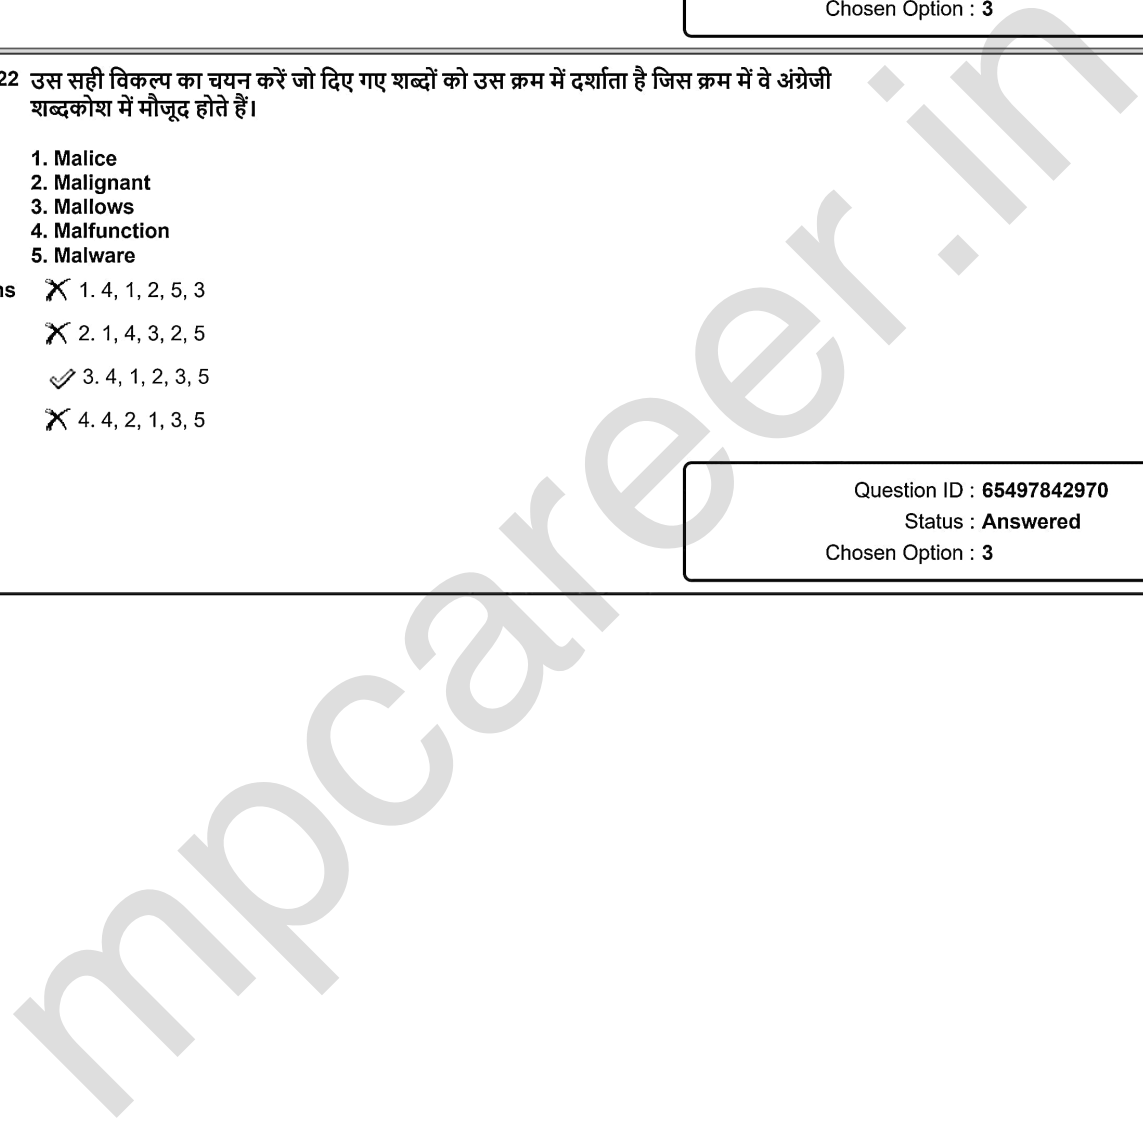 Chosen Option : 3
22 उस सही विकल्प का चयन करें जो दिए गए शब्दों को उस क्रम में दर्शाता है जिस क्रम में वे अंग्रेजी
शब्दकोश में मौजूद होते हैं।
1. Malice
2. Malignant
3. Mallows
4. Malfunction
5. Malware
ns 1. 4, 1, 2, 5, 3
2. 1, 4, 3, 2, 5
3. 4, 1, 2, 3, 5
4. 4, 2, 1, 3, 5
Question ID : 65497842970
Status : Answered
Chosen Option : 3
mpcareer.in